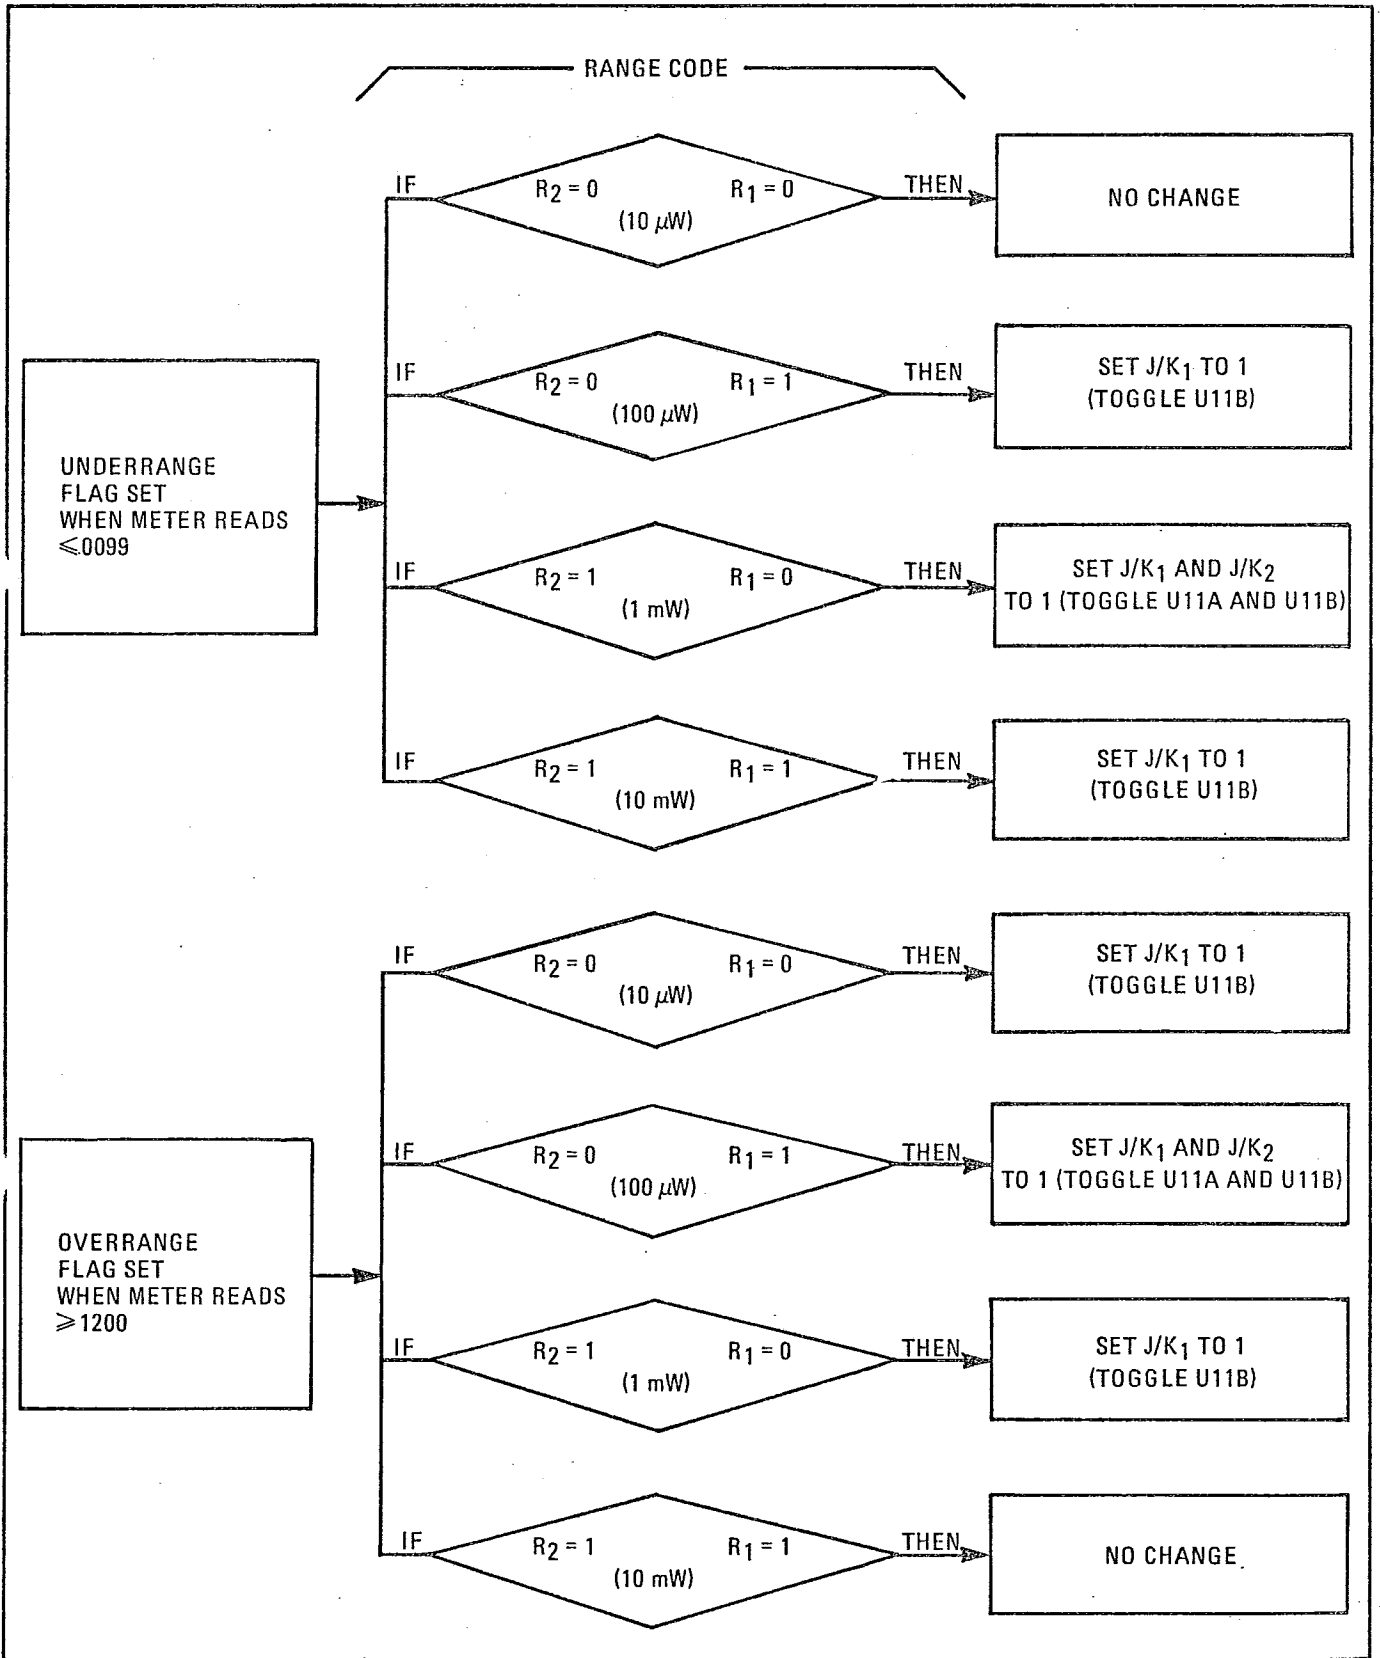 RANGE CODE
IF R2 = 0 R1 = 0 THEN
(10 μW)
NO CHANGE
IF R2 = 0 R1 = 1 THEN
(100 μW)
SET J/K1 TO 1
(TOGGLE U11B)
UNDERRANGE
FLAG SET
WHEN METER READS
≤.0099
IF R2 = 1 R1 = 0 THEN
(1 mW)
SET J/K1 AND J/K2
TO 1 (TOGGLE U11A AND U11B)
IF R2 = 1 R1 = 1 THEN
(10 mW)
SET J/K1 TO 1
(TOGGLE U11B)
IF R2 = 0 R1 = 0 THEN
(10 μW)
SET J/K1 TO 1
(TOGGLE U11B)
IF R2 = 0 R1 = 1 THEN
(100 μW)
SET J/K1 AND J/K2
TO 1 (TOGGLE U11A AND U11B)
OVERRANGE
FLAG SET
WHEN METER READS
≥1200
IF R2 = 1 R1 = 0 THEN
(1 mW)
SET J/K1 TO 1
(TOGGLE U11B)
IF R2 = 1 R1 = 1 THEN
(10 mW)
NO CHANGE